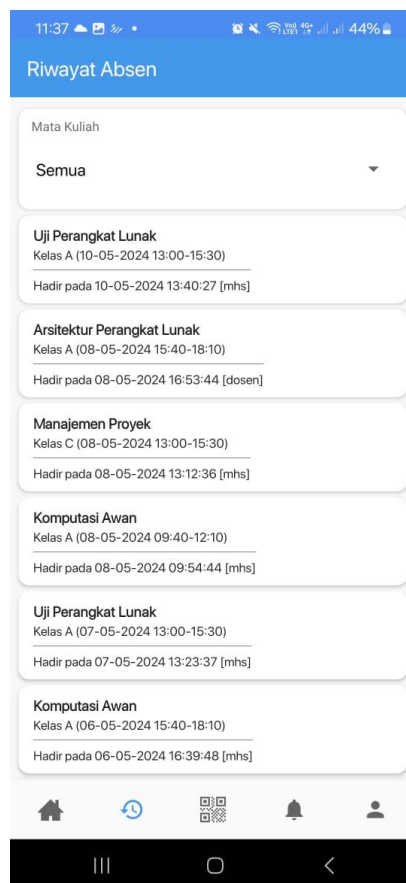 11:37
Vo)) 4G+
LTE1
44%
Riwayat Absen
Mata Kuliah
Semua
Uji Perangkat Lunak
Kelas A (10-05-2024 13:00-15:30)
Hadir pada 10-05-2024 13:40:27 [mhs]
Arsitektur Perangkat Lunak
Kelas A (08-05-2024 15:40-18:10)
Hadir pada 08-05-2024 16:53:44 [dosen]
Manajemen Proyek
Kelas C (08-05-2024 13:00-15:30)
Hadir pada 08-05-2024 13:12:36 [mhs]
Komputasi Awan
Kelas A (08-05-2024 09:40-12:10)
Hadir pada 08-05-2024 09:54:44 [mhs]
Uji Perangkat Lunak
Kelas A (07-05-2024 13:00-15:30)
Hadir pada 07-05-2024 13:23:37 [mhs]
Komputasi Awan
Kelas A (06-05-2024 15:40-18:10)
Hadir pada 06-05-2024 16:39:48 [mhs]